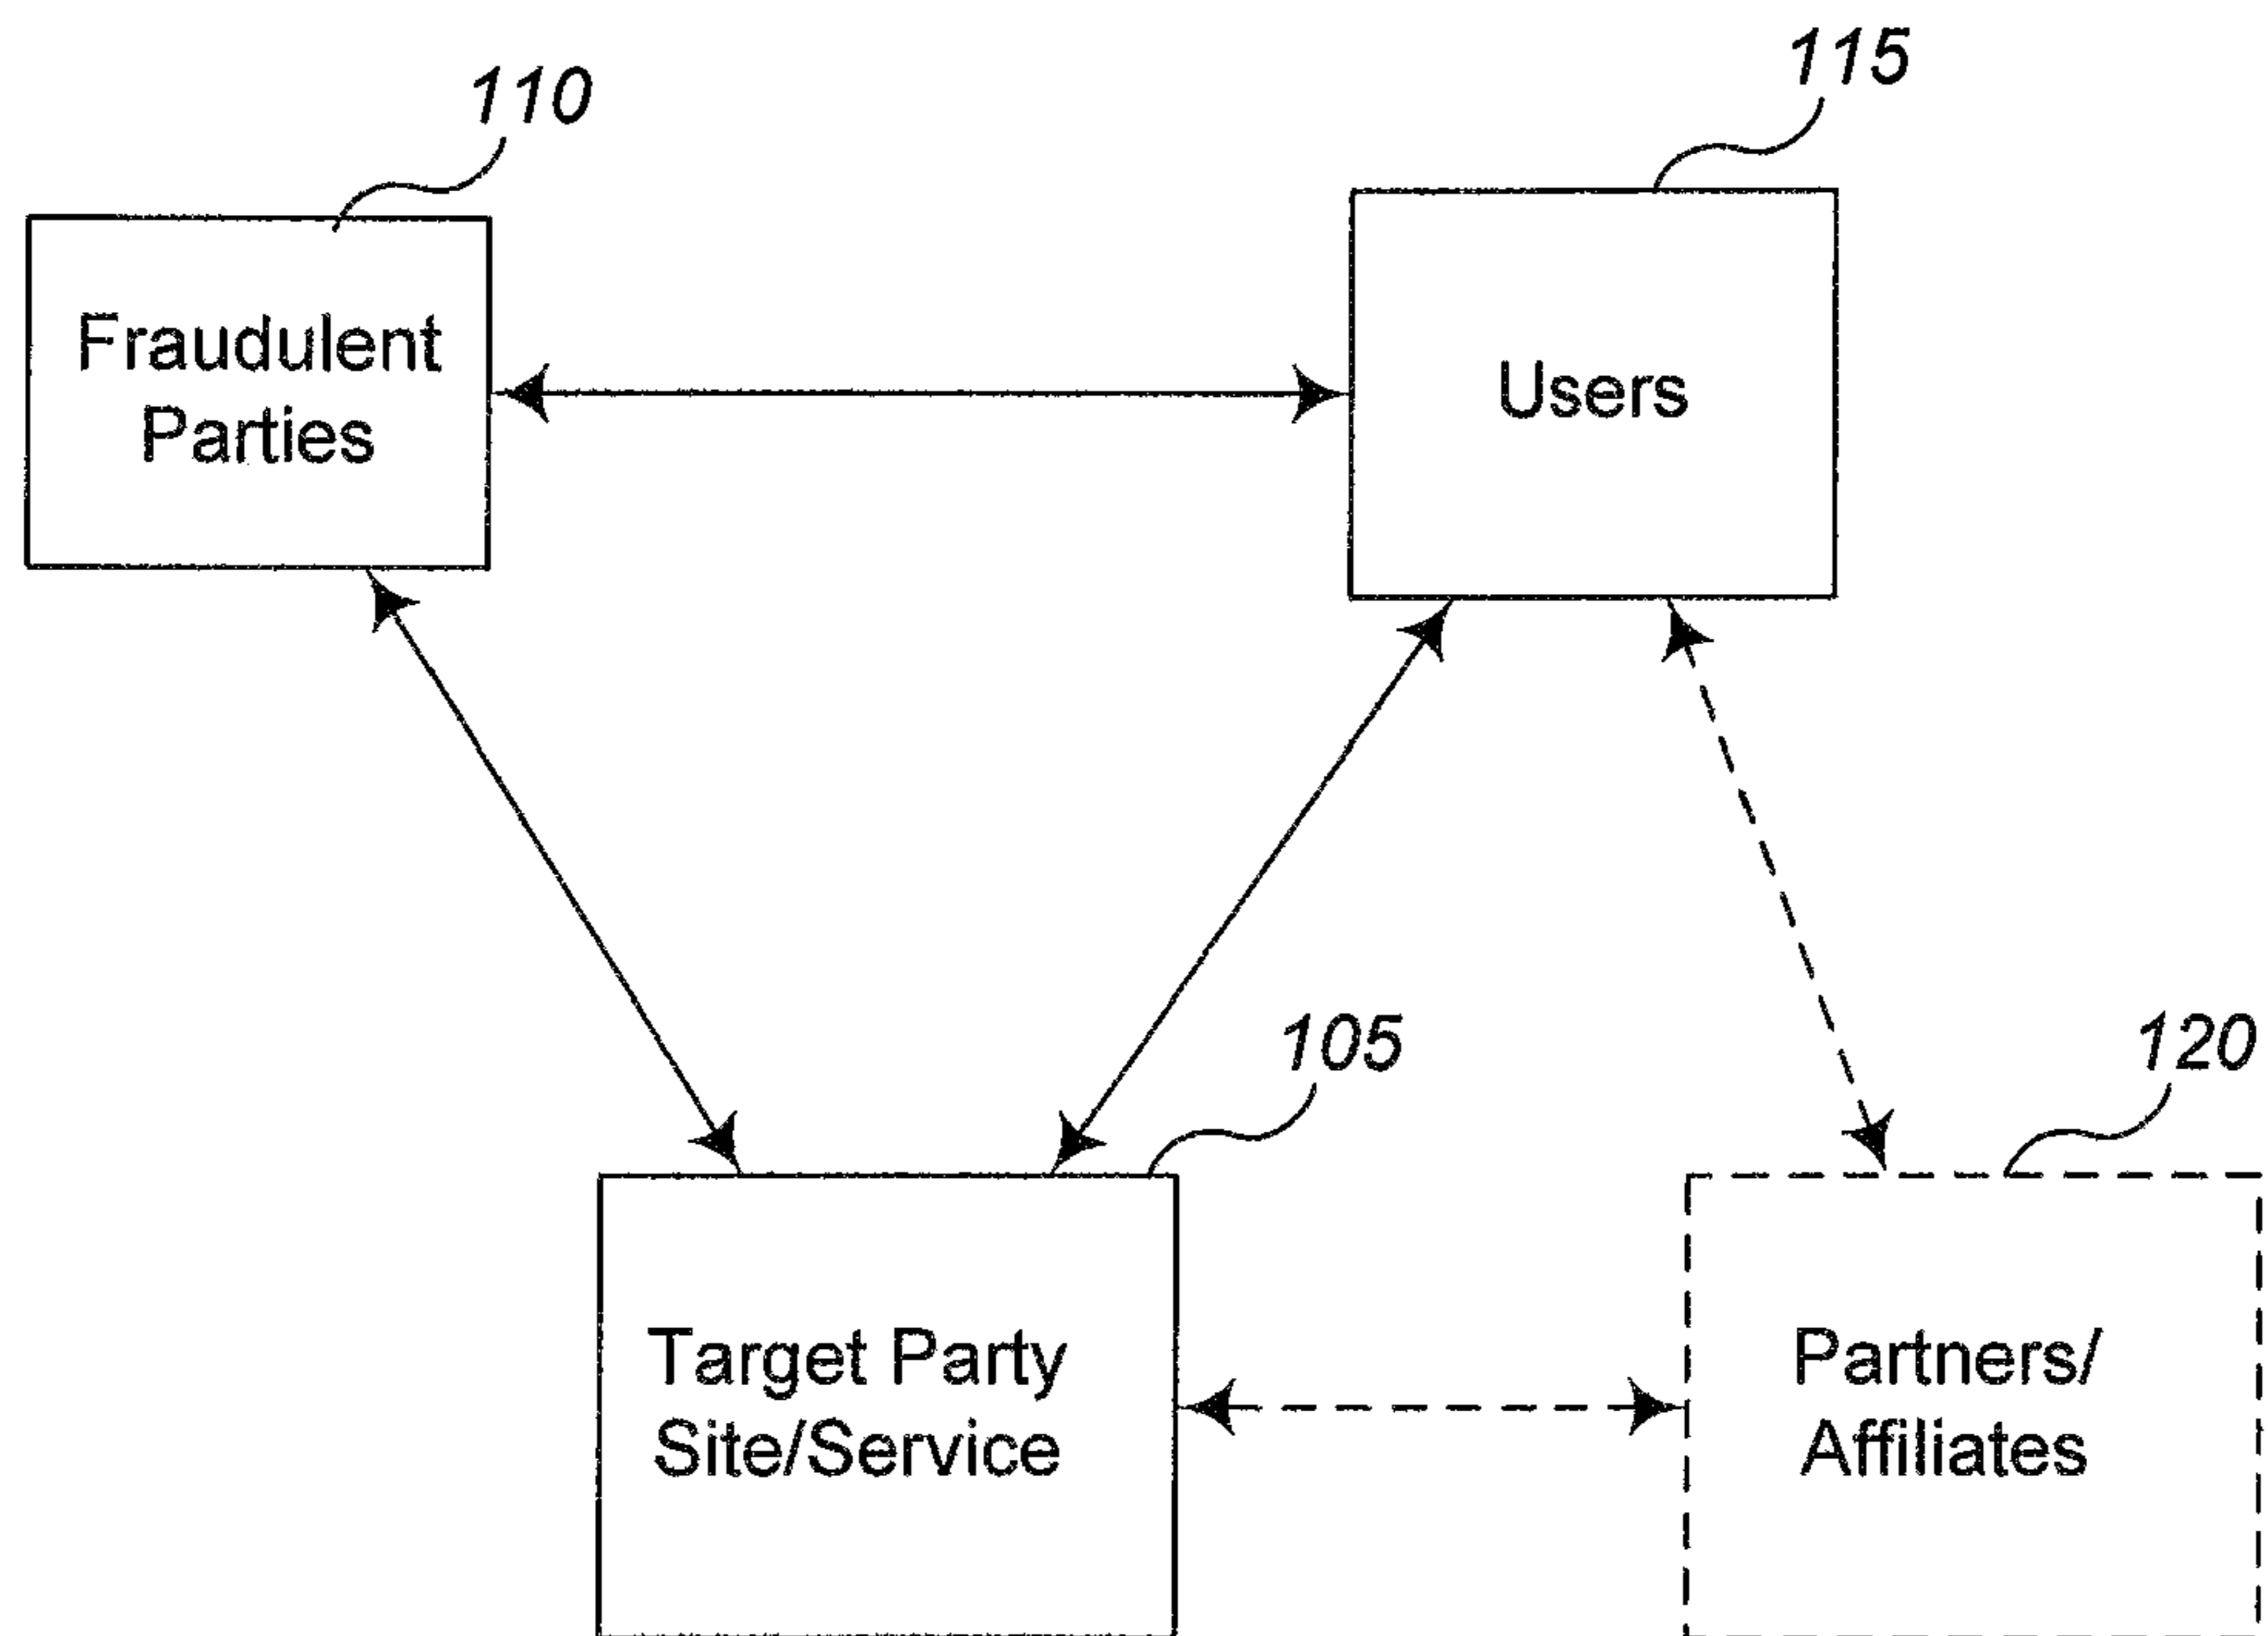 110
115
Fraudulent
Parties
Users
105
120
Target Party
Site/Service
Partners/
Affiliates